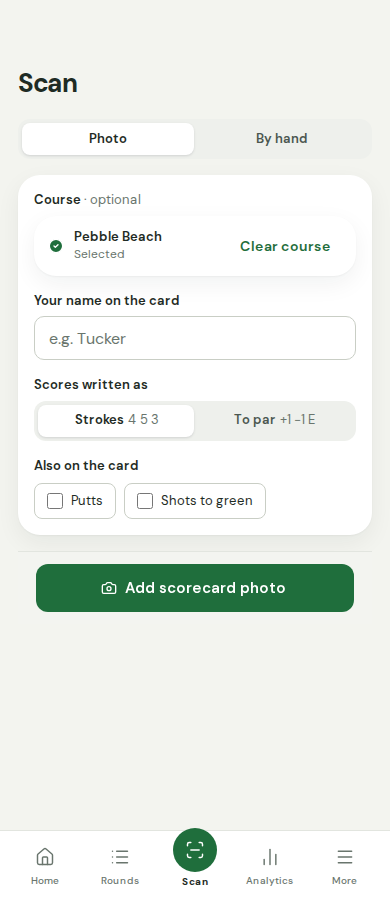 Scan
Photo
By hand
Course · optional
Pebble Beach
Selected
Clear course
Your name on the card
e.g. Tucker
Scores written as
Strokes 4 5 3
To par +1 −1 E
Also on the card
Putts
Shots to green
Add scorecard photo
Home
Rounds
Scan
Analytics
More